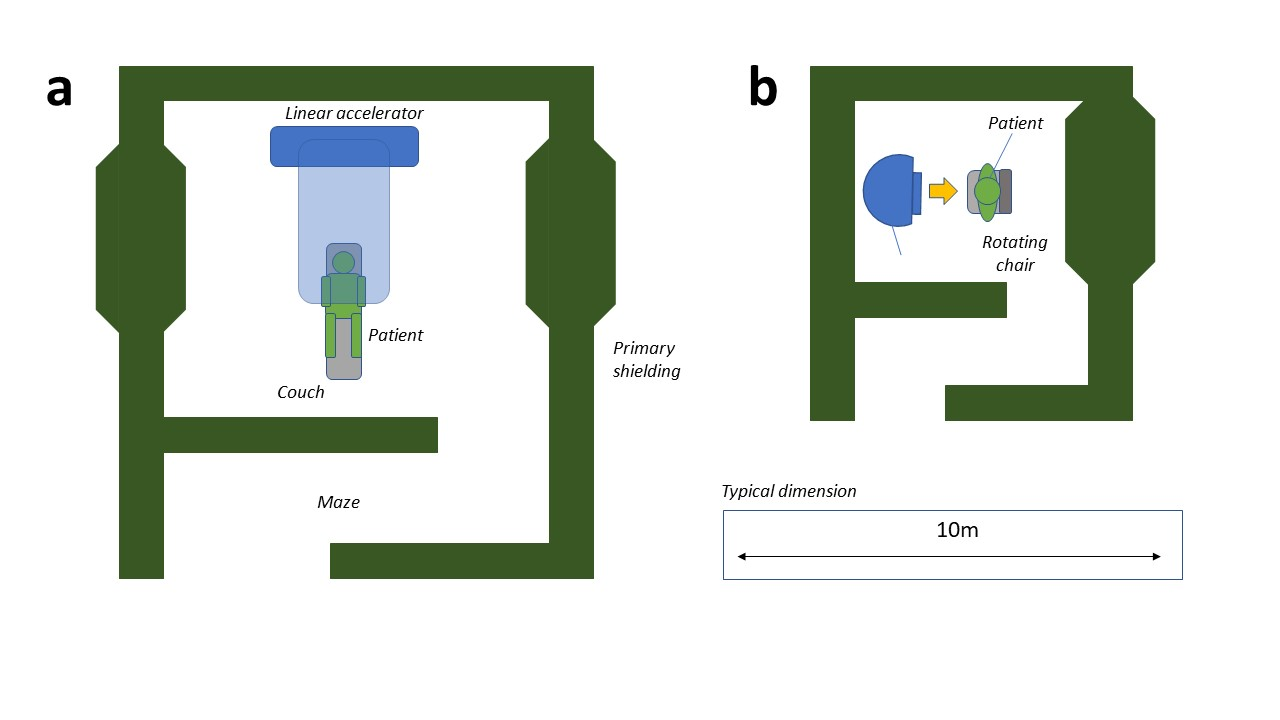 a
Linear accelerator
Patient
Couch
Primary
shielding
Maze
b
Patient
Rotating
chair
Typical dimension
10m